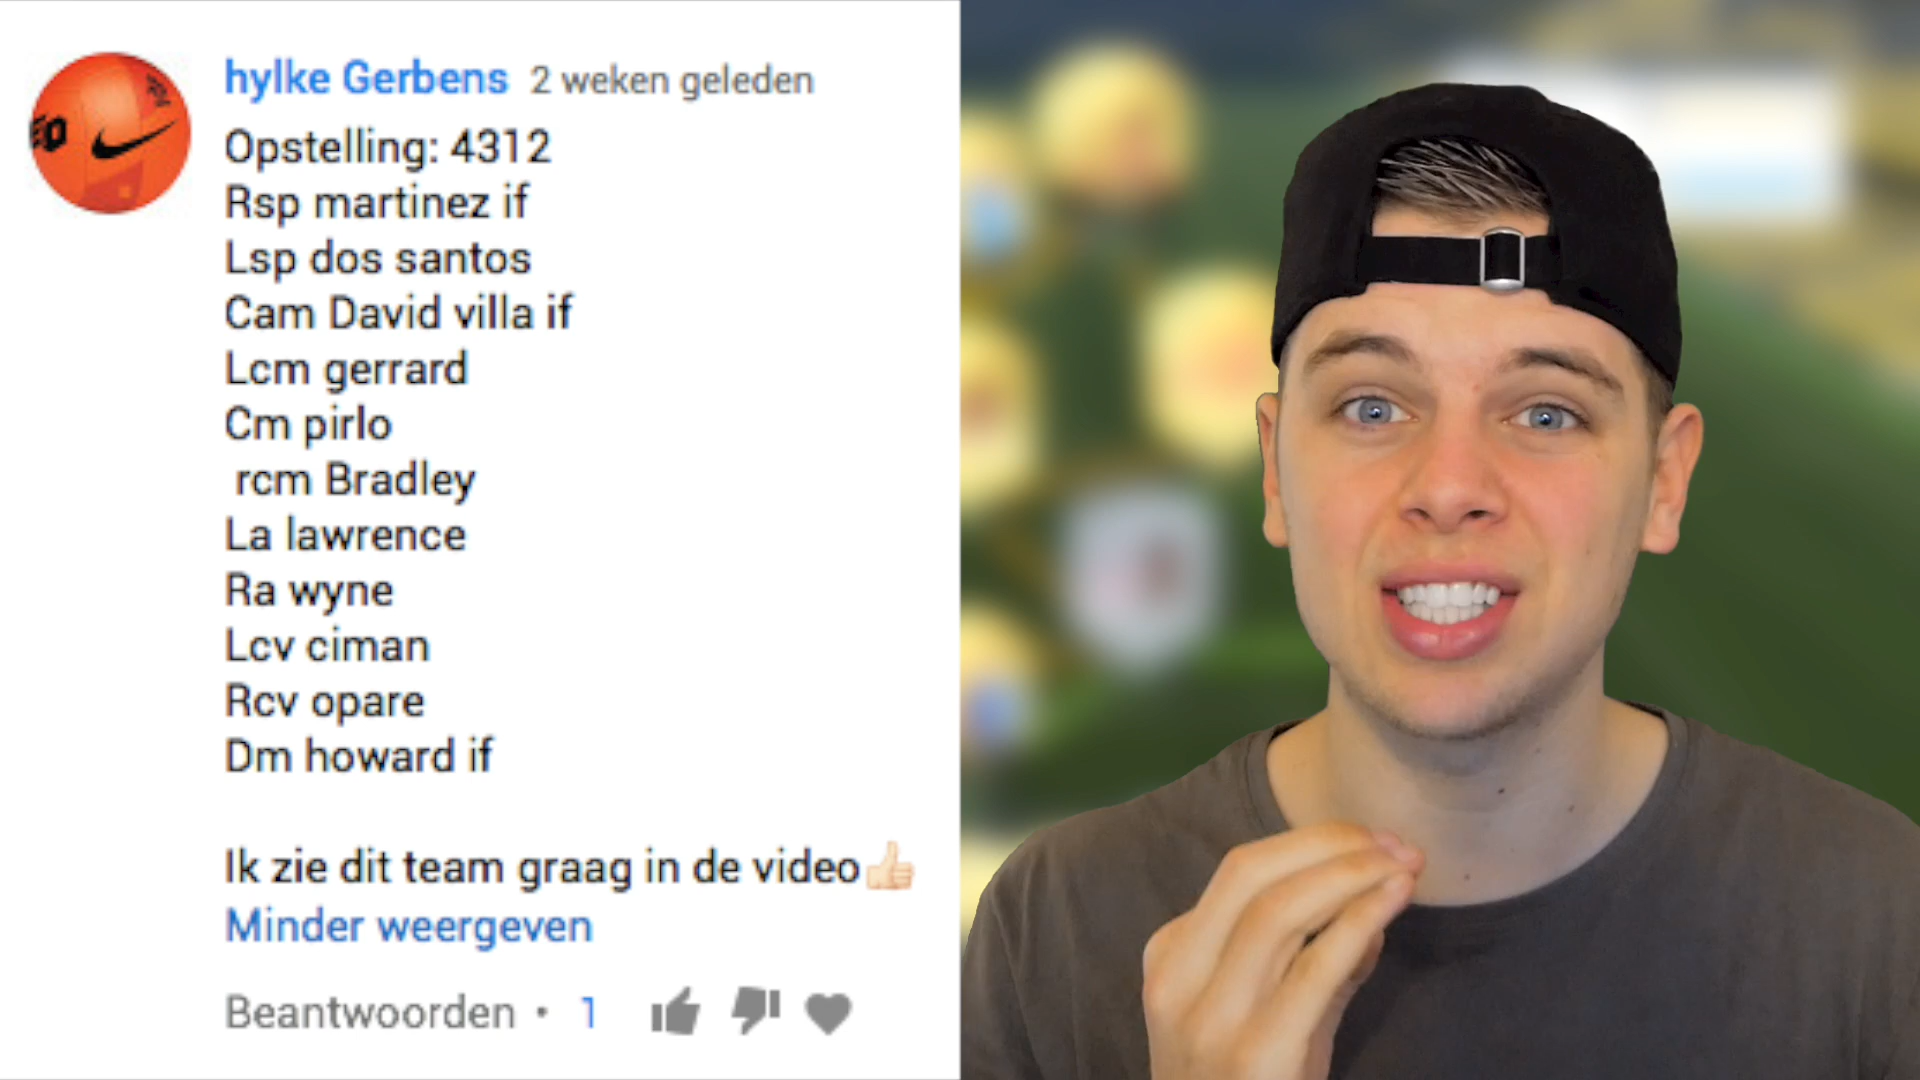 hylke Gerbens 2 weken geleden
Opstelling: 4312
Rsp martinez if
Lsp dos santos
Cam David villa if
Lcm gerrard
Cm pirlo
rcm Bradley
La lawrence
Ra wyne
Lcv ciman
Rcv opare
Dm howard if
Ik zie dit team graag in de video👍🏻
Minder weergeven
Beantwoorden • 1